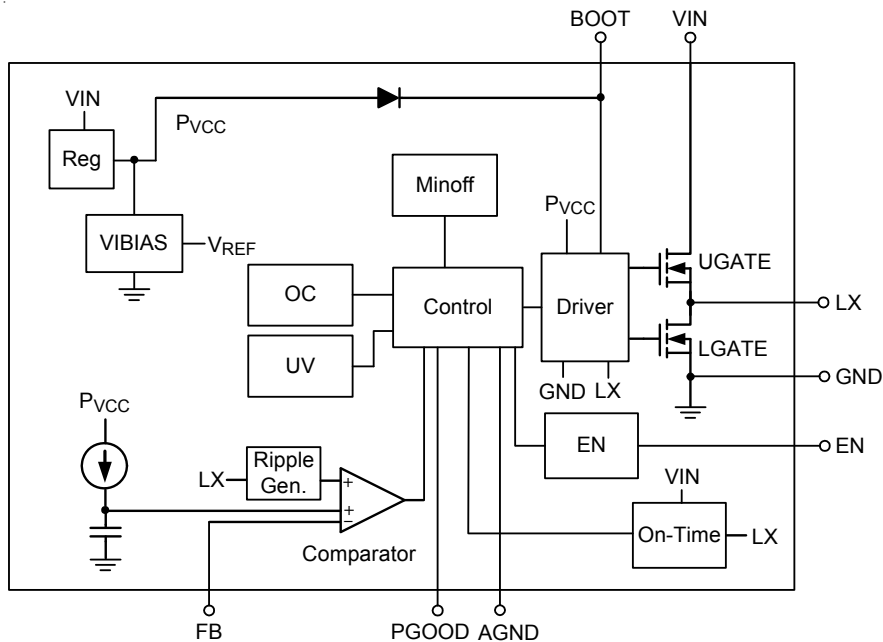 BOOT VIN
VIN
PVCC
Reg
Minoff
PVCC
VIBIAS
VREF
UGATE
OC
Control
Driver
LX
UV
LGATE
GND LX
GND
PVCC
EN
EN
LX
Ripple
Gen.
+
+
−
VIN
Comparator
On-Time
LX
FB
PGOOD
AGND